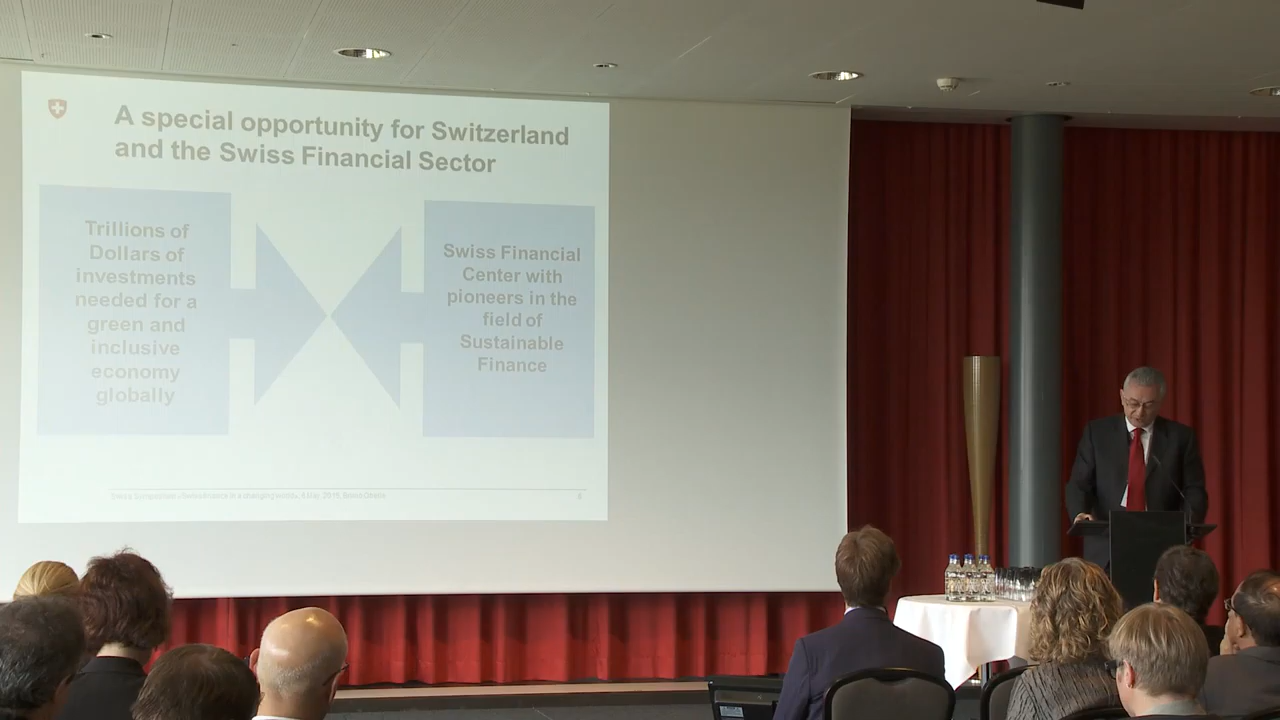 A special opportunity for Switzerland
and the Swiss Financial Sector
Trillions of
Dollars of
investments
needed for a
green and
inclusive
economy
globally
Swiss Financial
Center with
pioneers in the
field of
Sustainable
Finance